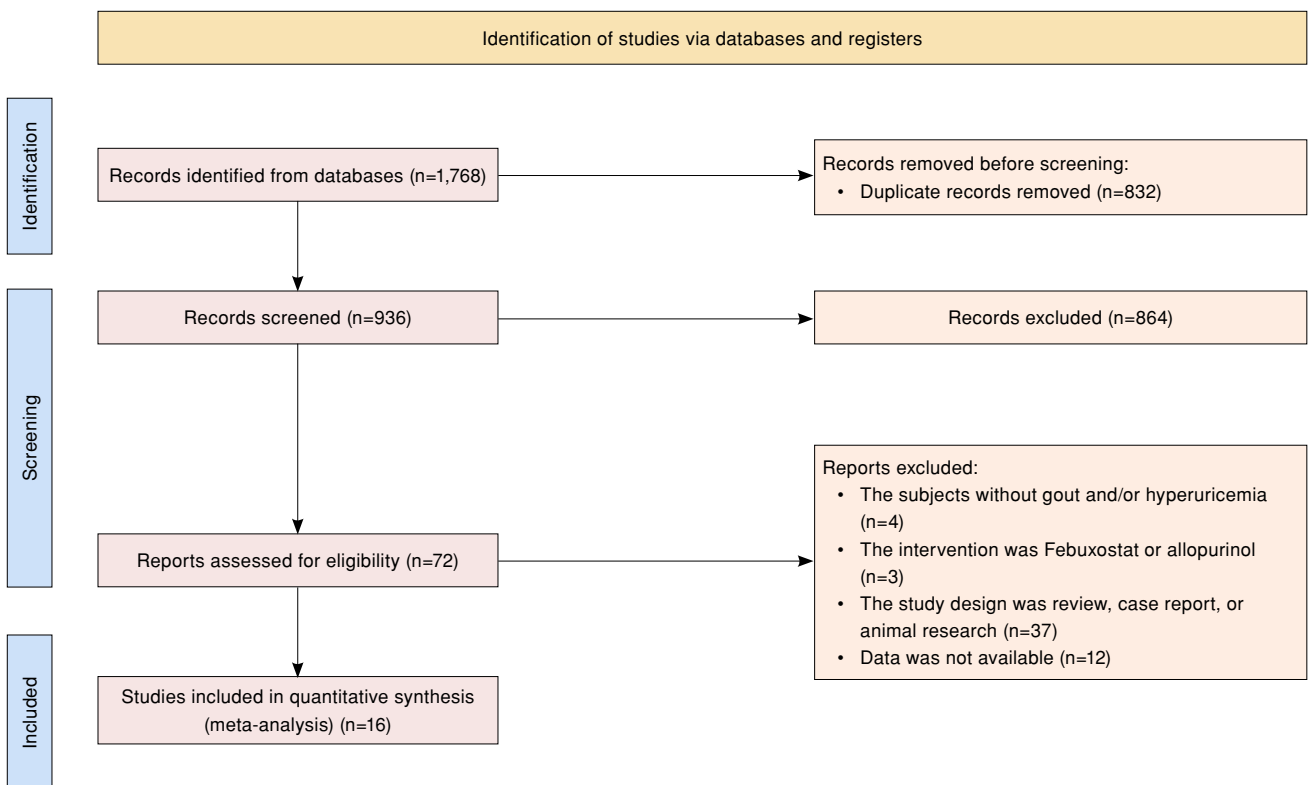 Identification of studies via databases and registers
Identification
Records identified from databases (n=1,768)
Records removed before screening:
• Duplicate records removed (n=832)
Screening
Records screened (n=936)
Records excluded (n=864)
Reports assessed for eligibility (n=72)
Reports excluded:
• The subjects without gout and/or hyperuricemia
(n=4)
• The intervention was Febuxostat or allopurinol
(n=3)
• The study design was review, case report, or
animal research (n=37)
• Data was not available (n=12)
Included
Studies included in quantitative synthesis
(meta-analysis) (n=16)